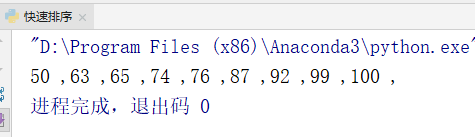 快速排序 ×
"D:\Program Files (x86)\Anaconda3\python.exe"
50 ,63 ,65 ,74 ,76 ,87 ,92 ,99 ,100 ,
进程完成，退出码 0